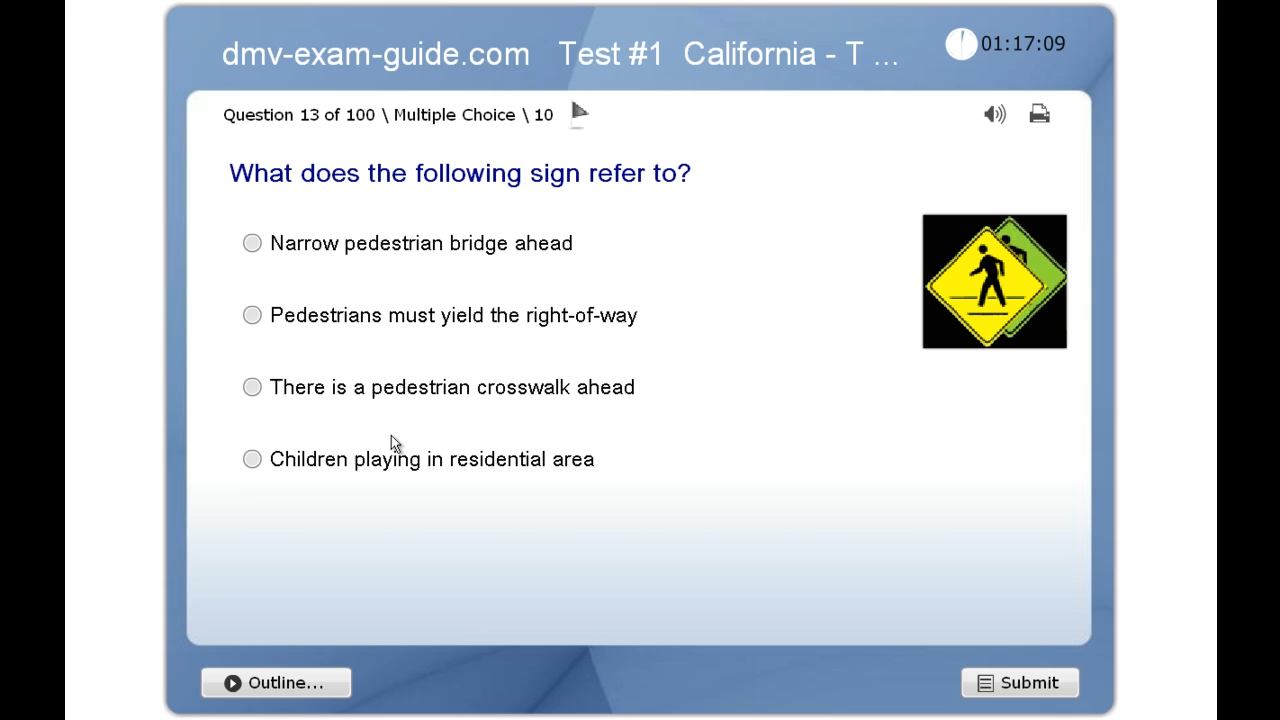 dmv-exam-guide.com Test #1 California - T ...
01:17:09
Question 13 of 100 \ Multiple Choice \ 10
What does the following sign refer to?
Narrow pedestrian bridge ahead
Pedestrians must yield the right-of-way
There is a pedestrian crosswalk ahead
Children playing in residential area
Outline...
Submit